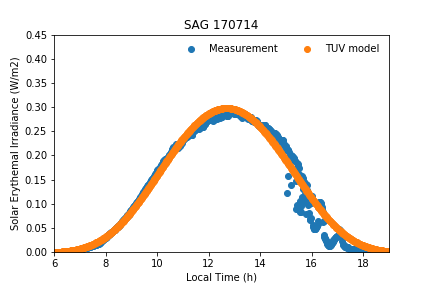 SAG 170714
Measurement
TUV model
Solar Erythemal Irradiance (W/m2)
0.45
0.40
0.35
0.30
0.25
0.20
0.15
0.10
0.05
0.00
6 8 10 12 14 16 18
Local Time (h)